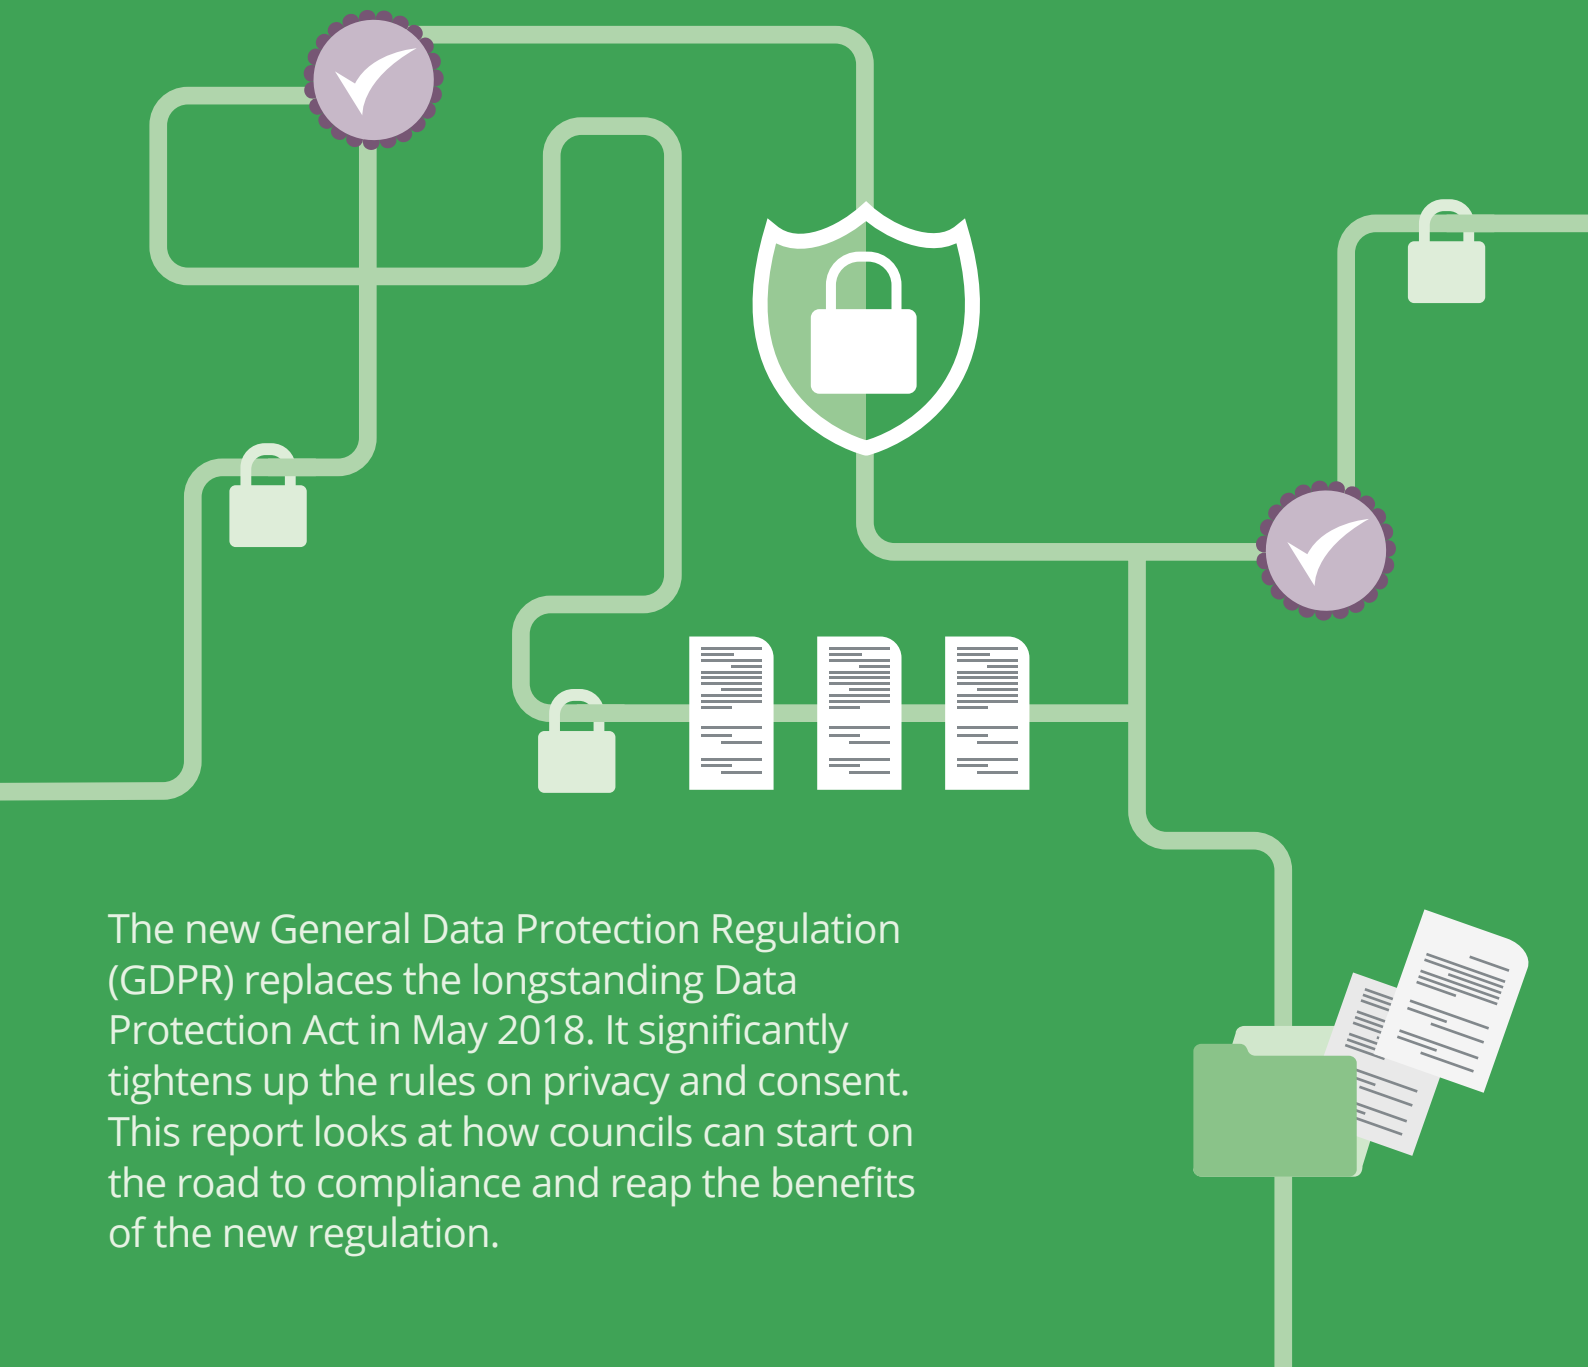 The new General Data Protection Regulation
(GDPR) replaces the longstanding Data
Protection Act in May 2018. It significantly
tightens up the rules on privacy and consent.
This report looks at how councils can start on
the road to compliance and reap the benefits
of the new regulation.